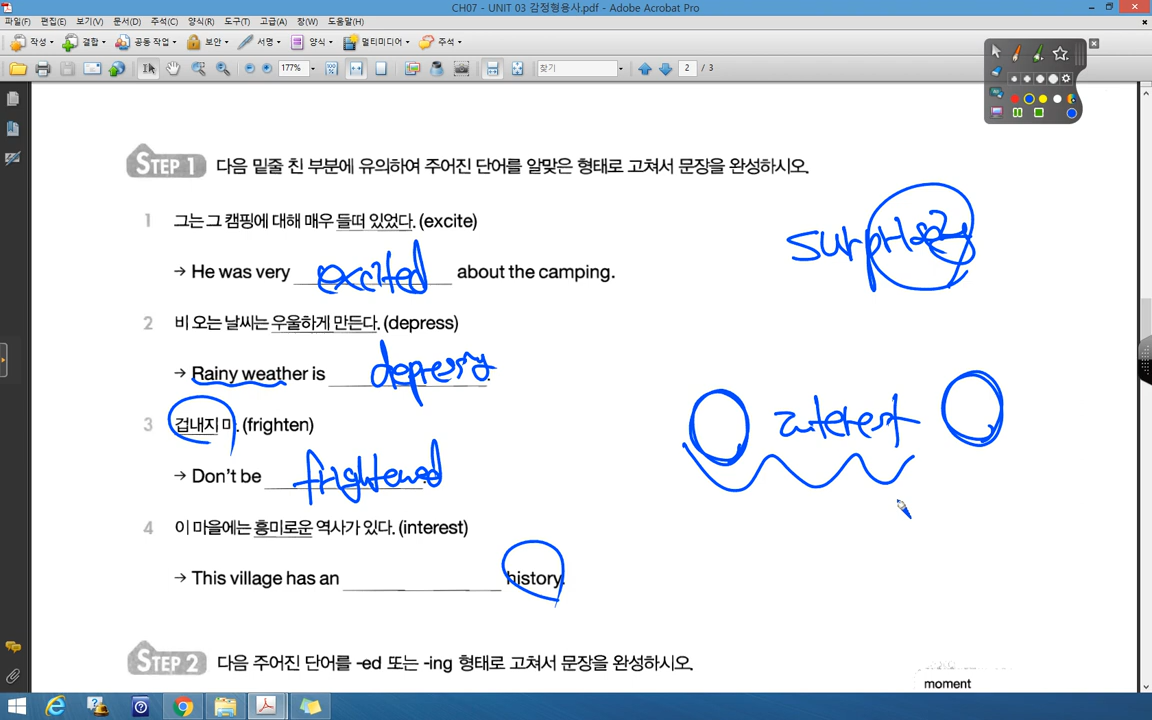 CH07 - UNIT 03 감정형용사.pdf - Adobe Acrobat Pro
파일(F) 편집(E) 보기(V) 문서(D) 주석(C) 양식(R) 도구(T) 고급(A) 창(W) 도움말(H)
작성 결합 공동 작업 보안 서명 양식 멀티미디어 주석
177% 찾기 2 / 3
STEP 1 다음 밑줄 친 부분에 유의하여 주어진 단어를 알맞은 형태로 고쳐서 문장을 완성하시오.
1 그는 그 캠핑에 대해 매우 들떠 있었다. (excite)
→ He was very excited about the camping.
2 비 오는 날씨는 우울하게 만든다. (depress)
→ Rainy weather is depressing.
3 겁내지 마. (frighten)
→ Don't be frightened.
4 이 마을에는 흥미로운 역사가 있다. (interest)
→ This village has an history.
interest
STEP 2 다음 주어진 단어를 -ed 또는 -ing 형태로 고쳐서 문장을 완성하시오.
moment